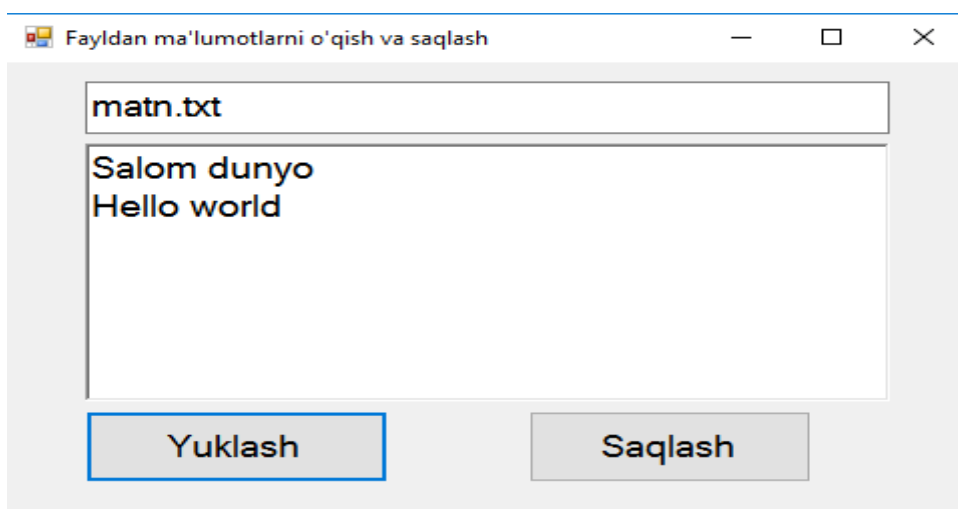 Fayldan ma'lumotlarni o'qish va saqlash
matn.txt
Salom dunyo
Hello world
Yuklash
Saqlash